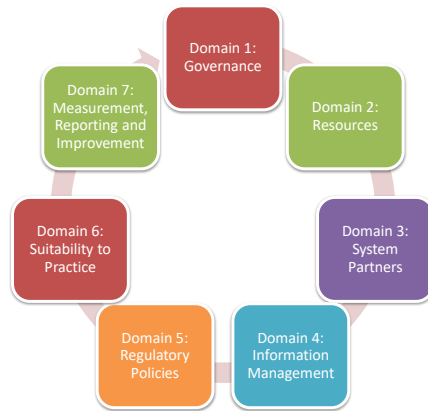 Domain 1:
Governance
Domain 2:
Resources
Domain 3:
System
Partners
Domain 4:
Information
Management
Domain 5:
Regulatory
Policies
Domain 6:
Suitability to
Practice
Domain 7:
Measurement,
Reporting and
Improvement